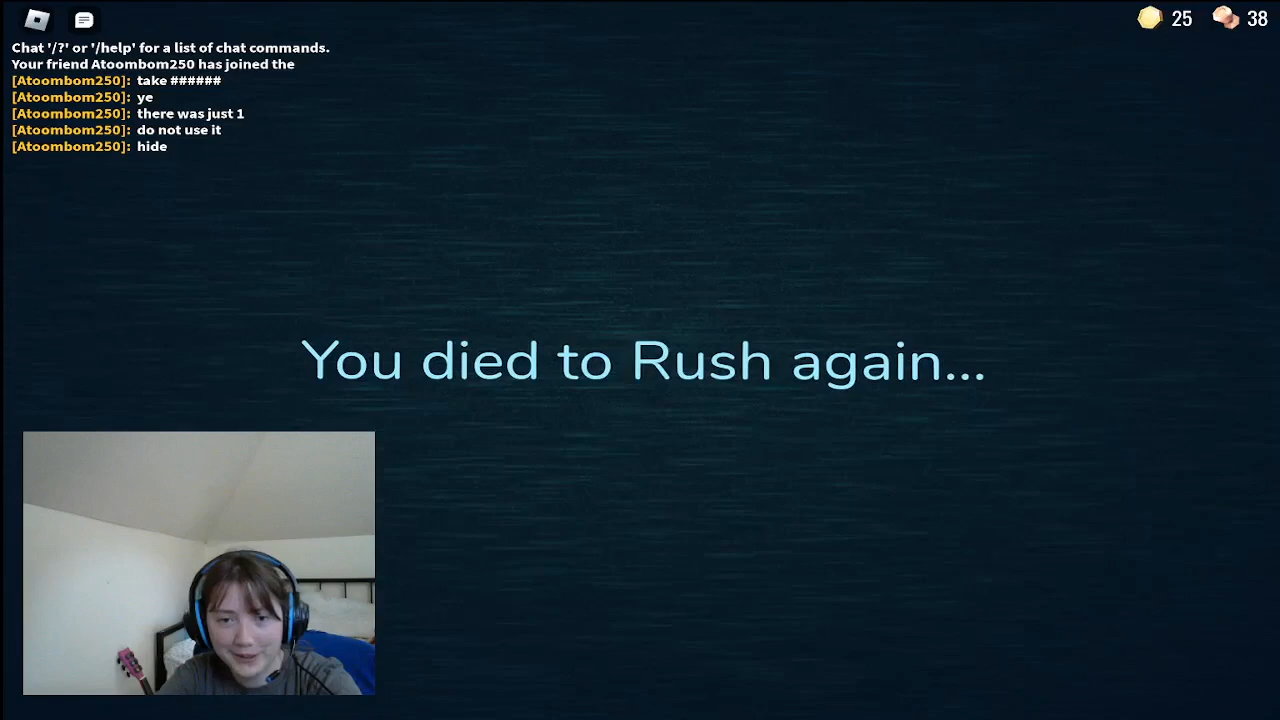 25
38
Chat '/?' or '/help' for a list of chat commands.
Your friend Atoombom250 has joined the
[Atoombom250]: take ######
[Atoombom250]: ye
[Atoombom250]: there was just 1
[Atoombom250]: do not use it
[Atoombom250]: hide
You died to Rush again...